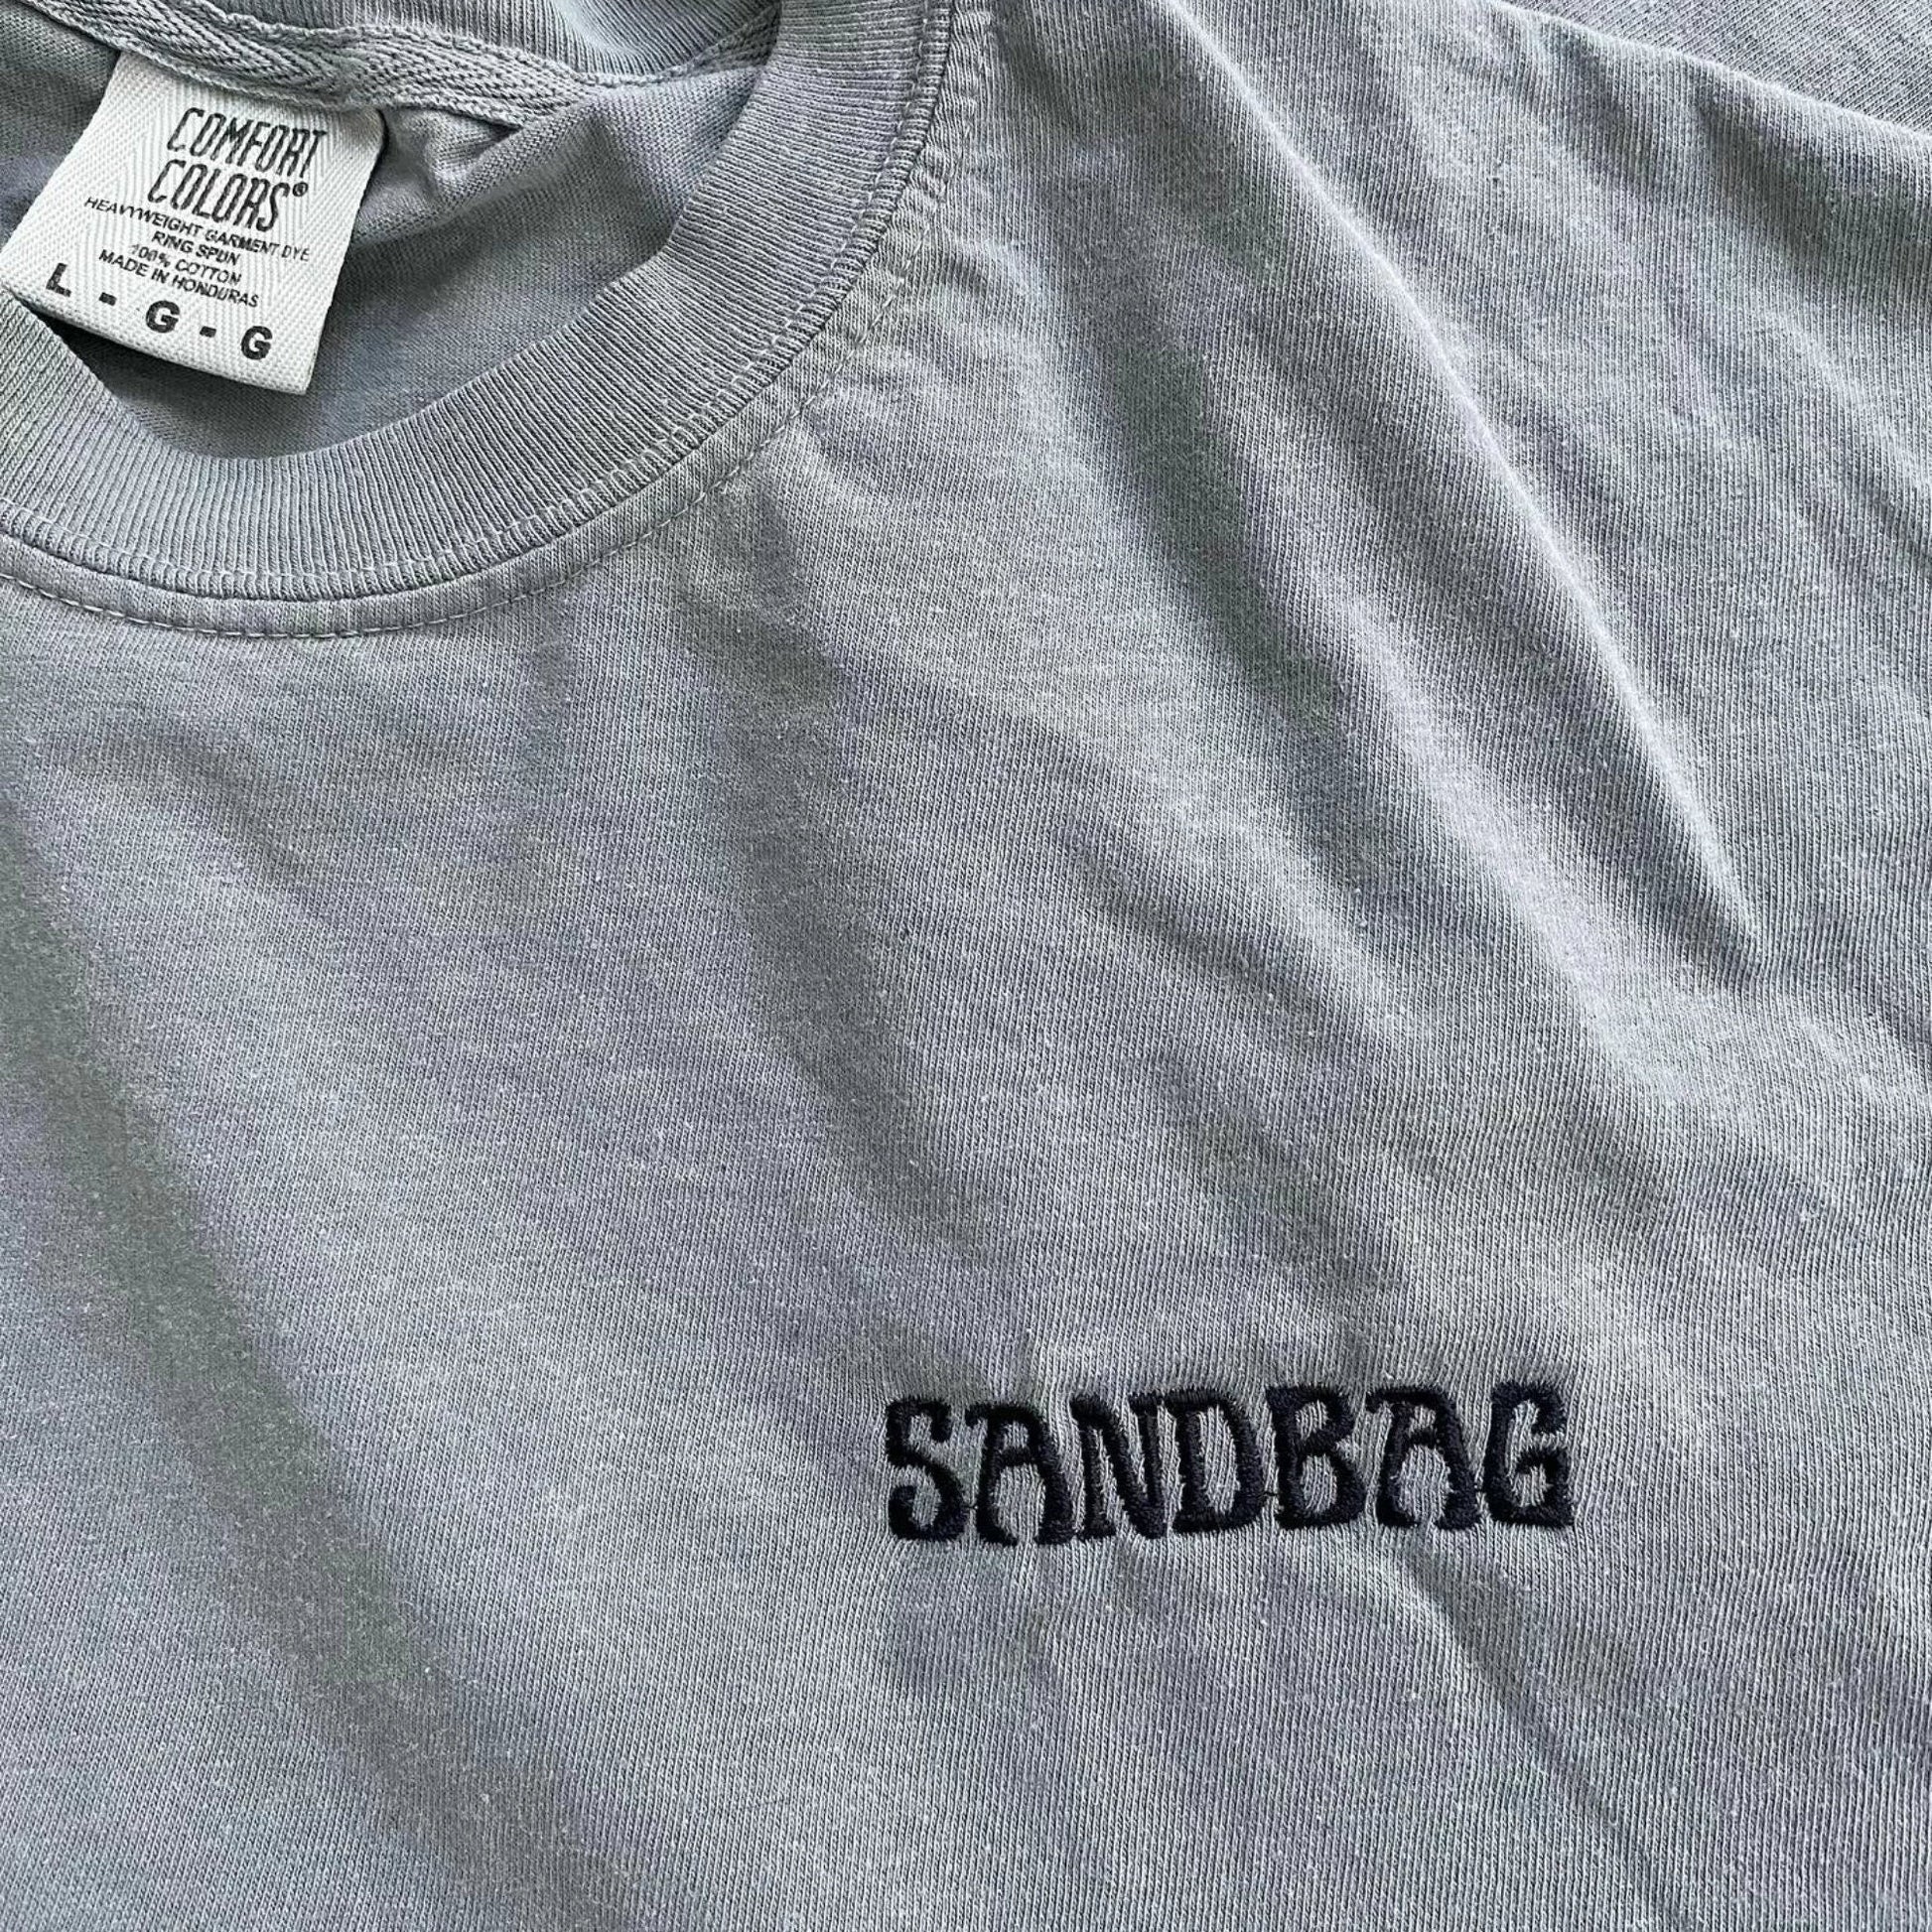 COMFORT
COLORS®
HEAVYWEIGHT GARMENT DYE
RING SPUN
100% COTTON
MADE IN HONDURAS
L - G - G
SANDBAG